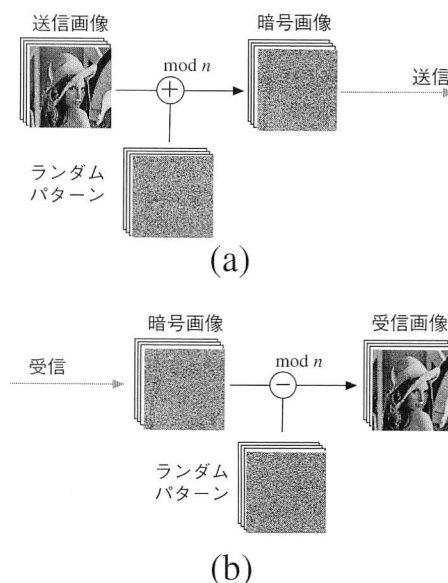 送信画像
暗号画像
mod n
+
送信
ランダム
パターン
(a)
暗号画像
受信画像
mod n
受信
−
ランダム
パターン
(b)